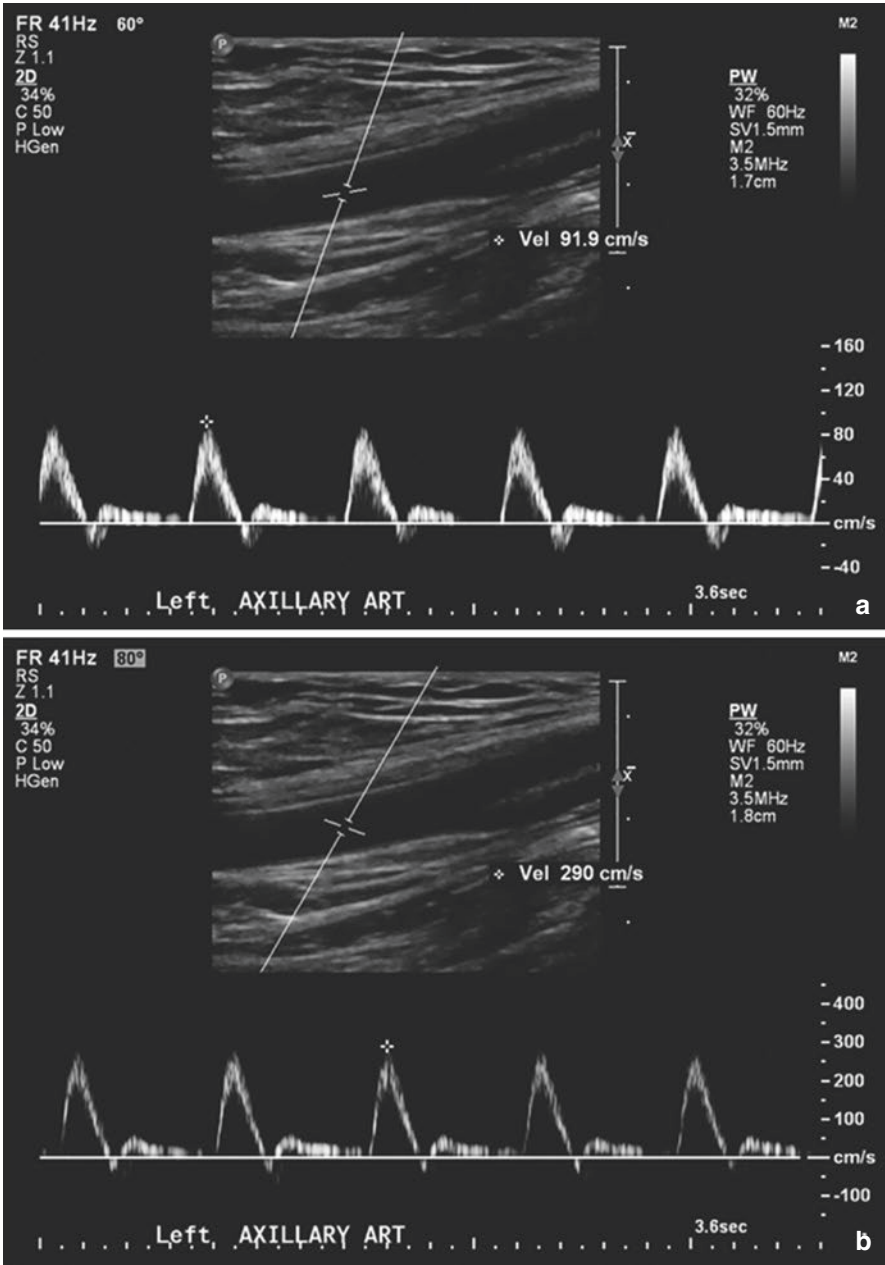 FR 41Hz 60°
M2
RS
Z 1.1
2D
34%
C 50
P Low
HGen
P
PW
32%
WF 60Hz
SV1.5mm
M2
3.5MHz
1.7cm
X
Vel 91.9 cm/s
160
120
80
40
cm/s
-40
3.6sec
Left AXILLARY ART
a
FR 41Hz 80°
M2
RS
Z 1.1
2D
34%
C 50
P Low
HGen
P
PW
32%
WF 60Hz
SV1.5mm
M2
3.5MHz
1.8cm
X
Vel 290 cm/s
400
300
200
100
cm/s
-100
3.6sec
Left AXILLARY ART
b